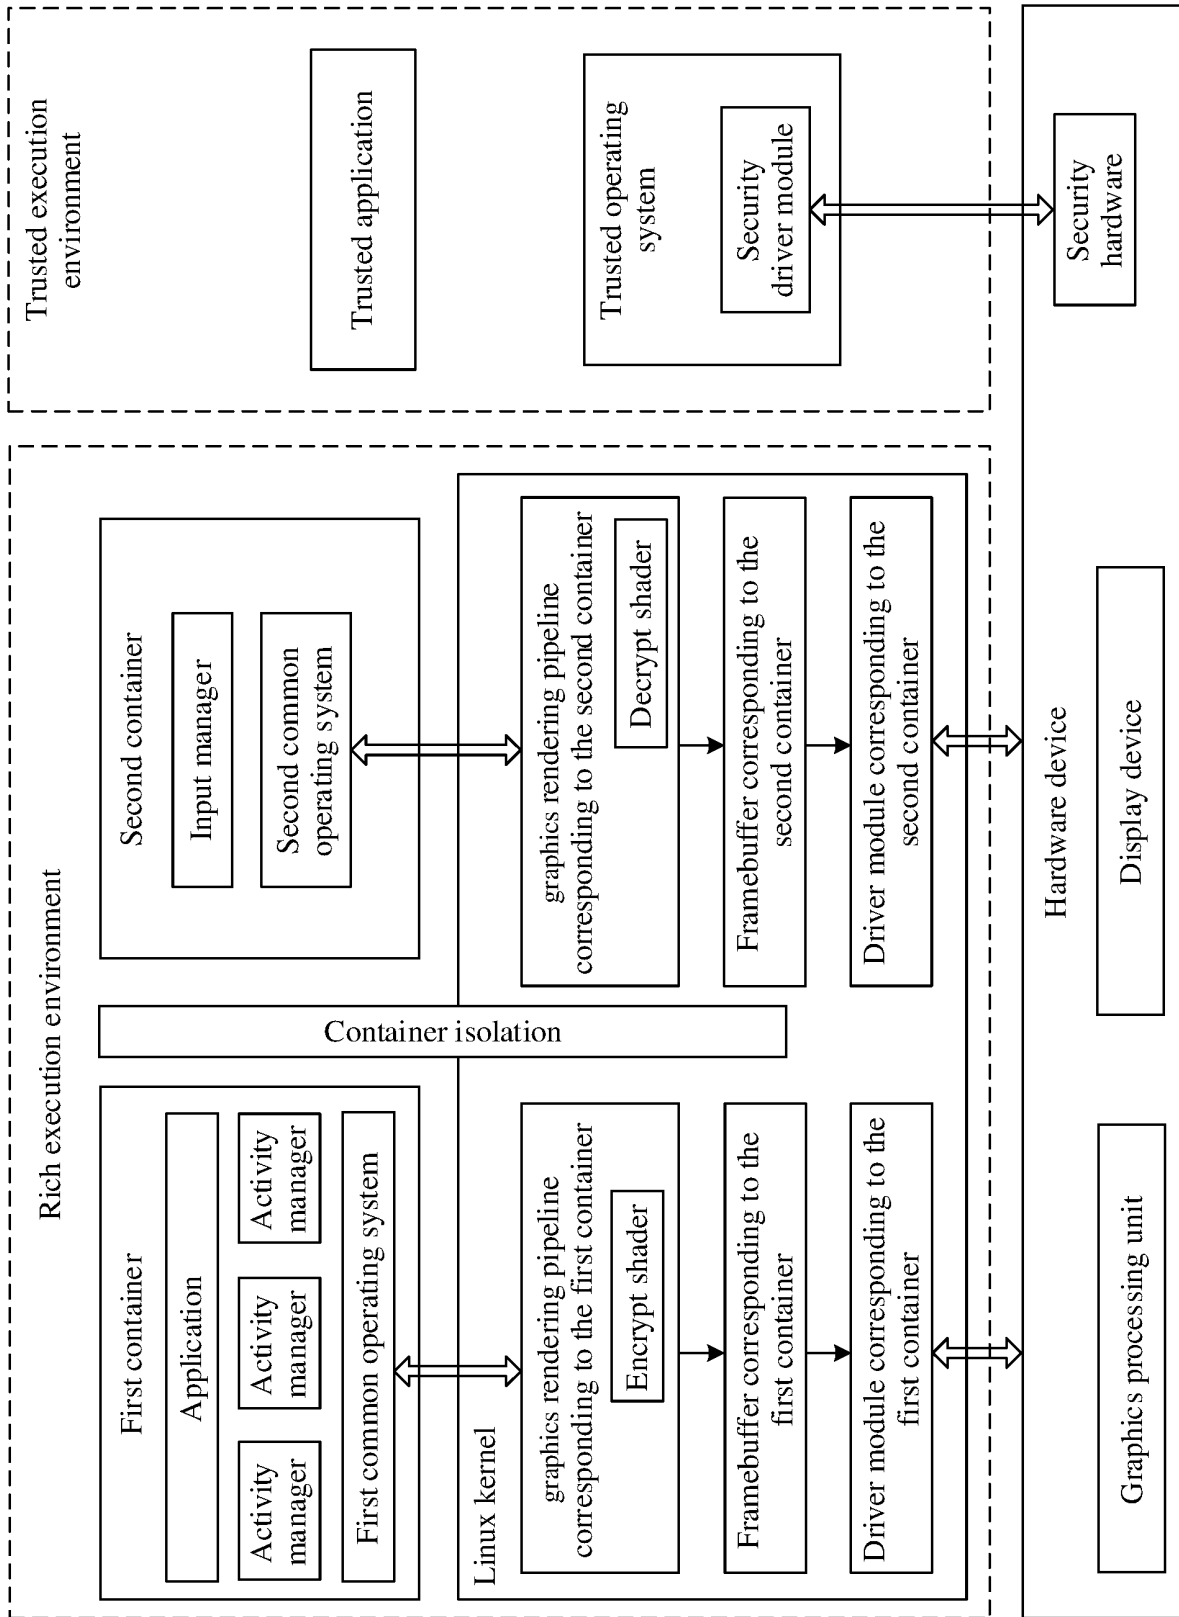 Rich execution environment
First container
Application
Activity
manager
Activity
manager
Activity
manager
First common operating system
Container isolation
Second container
Input manager
Second common
operating system
Linux kernel
graphics rendering pipeline
corresponding to the first container
Encrypt shader
Framebuffer corresponding to the
first container
Driver module corresponding to the
first container
graphics rendering pipeline
corresponding to the second container
Decrypt shader
Framebuffer corresponding to the
second container
Driver module corresponding to the
second container
Trusted execution
environment
Trusted application
Trusted operating
system
Security
driver module
Hardware device
Graphics processing unit
Display device
Security
hardware